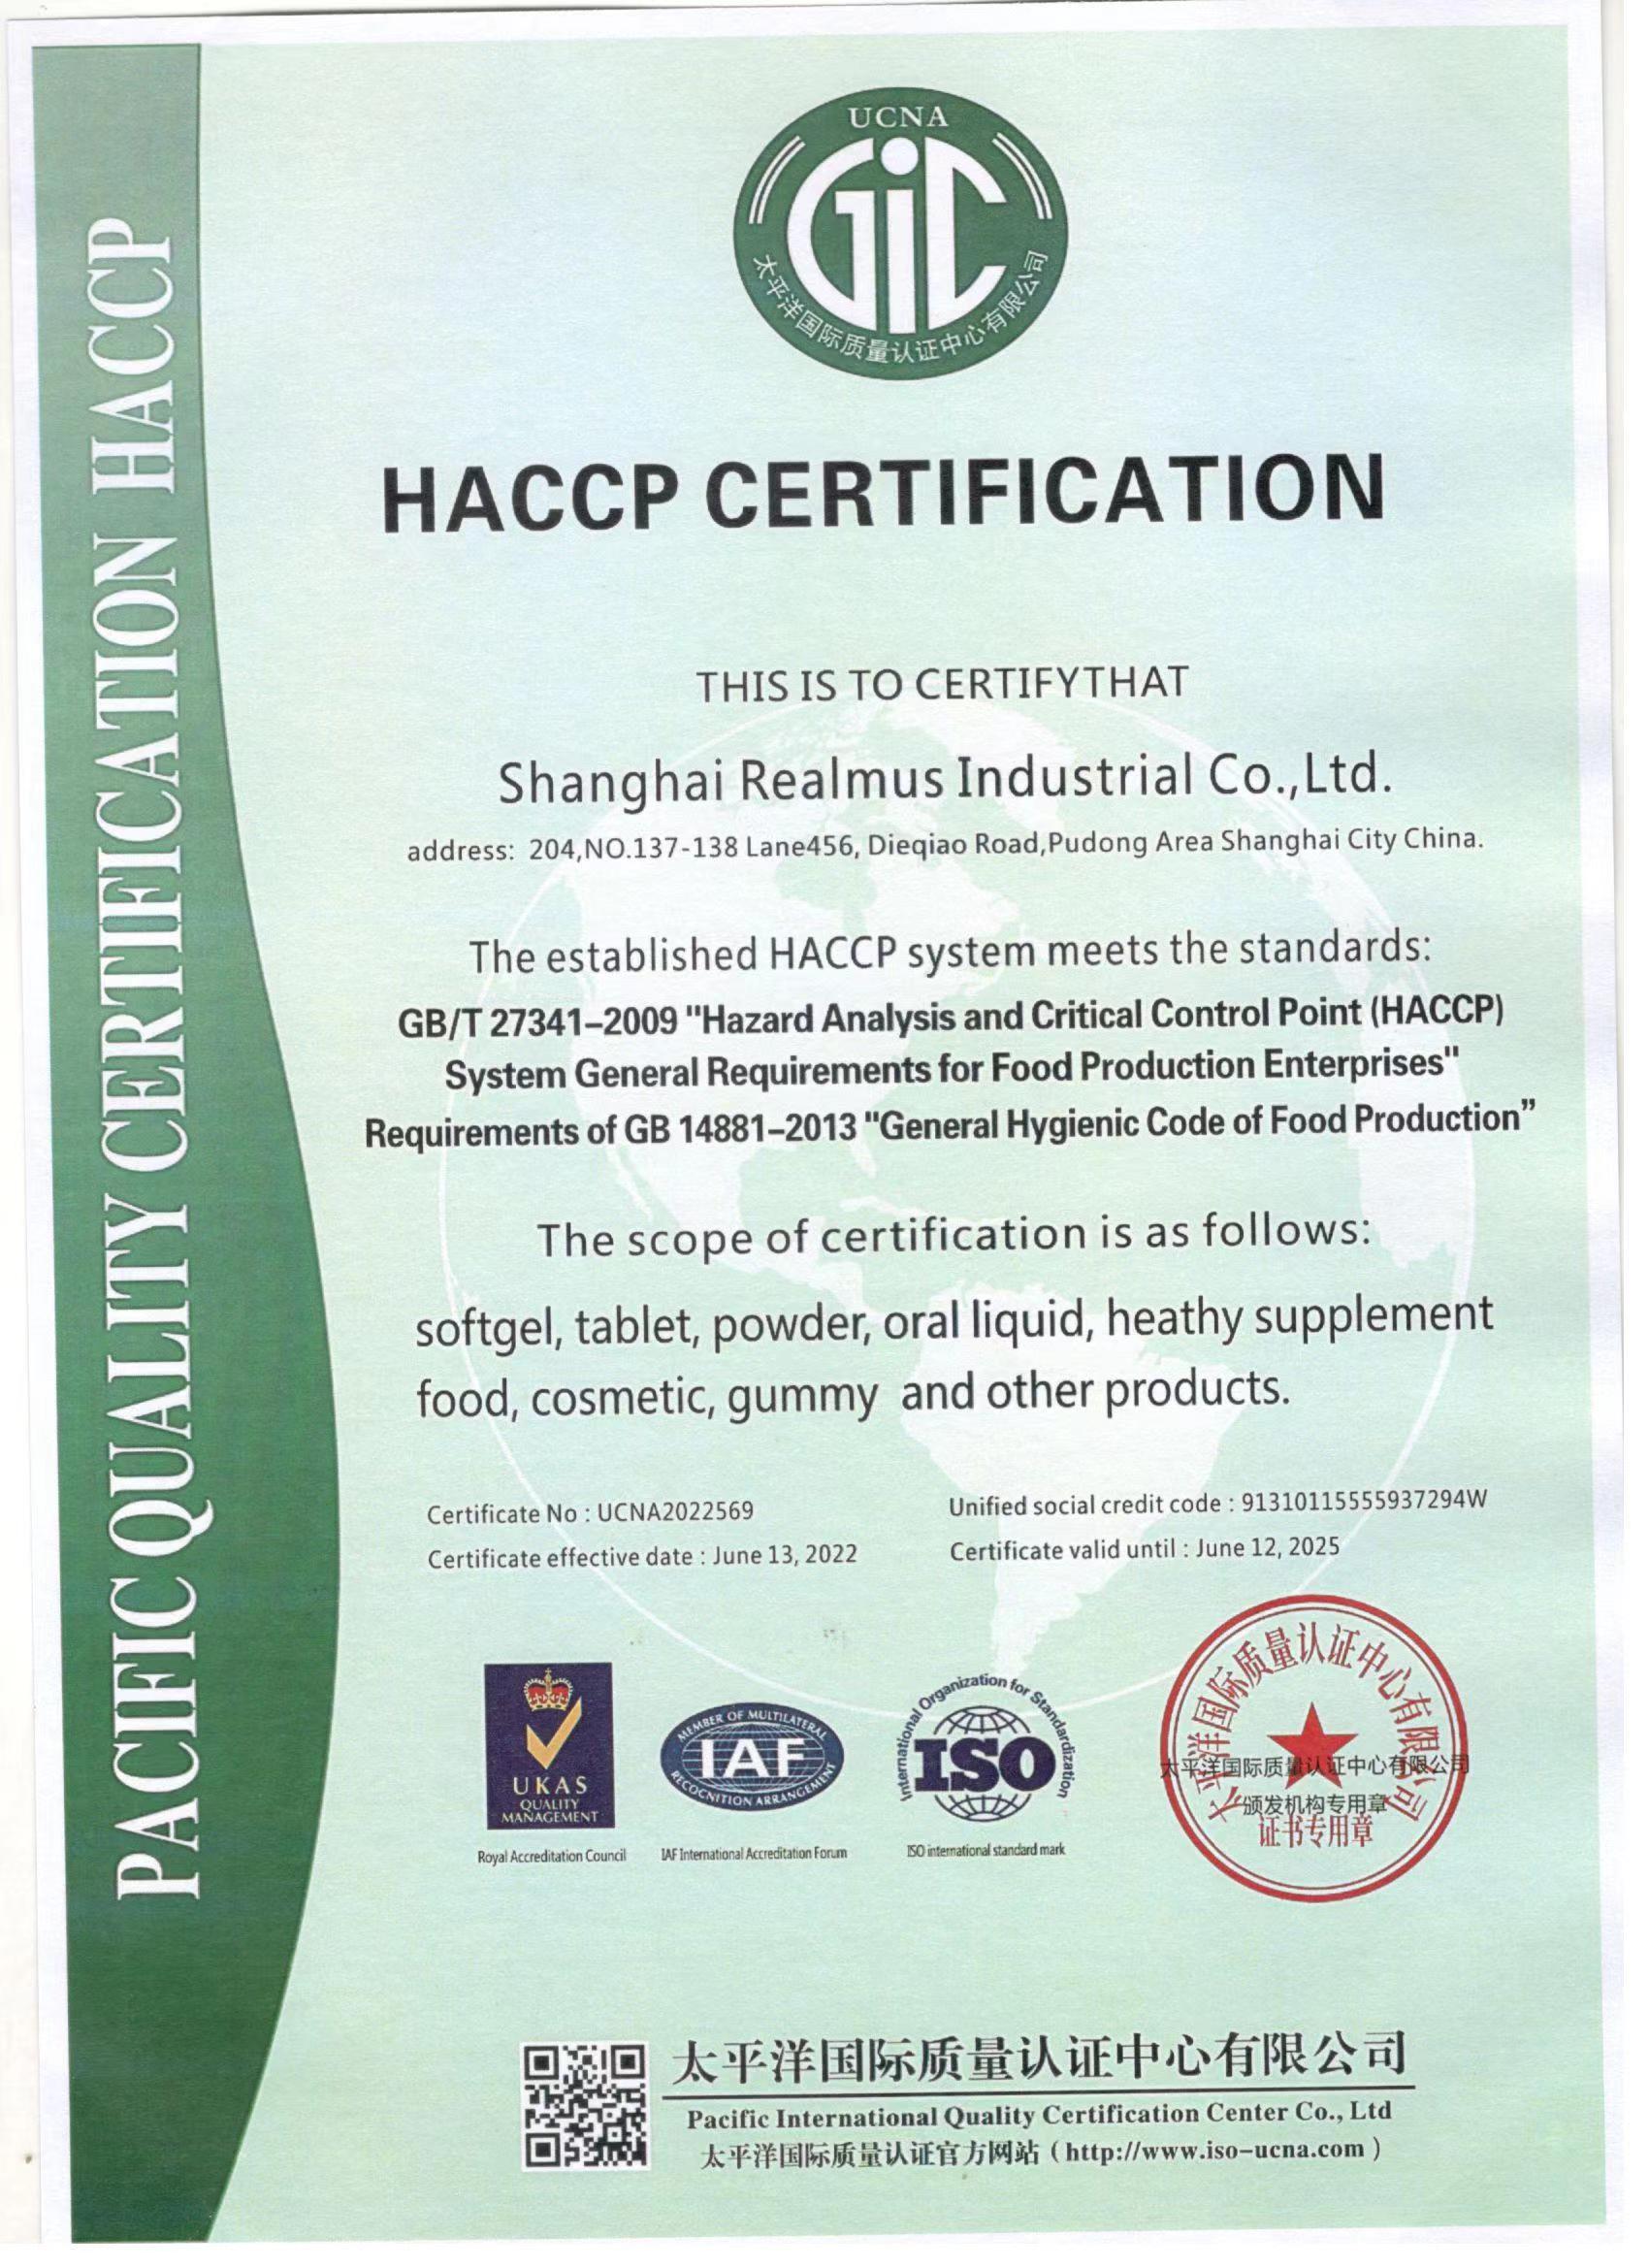 UCNA
GiC
太平洋国际质量认证中心有限公司
PACIFIC QUALITY CERTIFICATION HACCP
HACCP CERTIFICATION
THIS IS TO CERTIFYTHAT
Shanghai Realmus Industrial Co.,Ltd.
address: 204,NO.137-138 Lane456, Dieqiao Road,Pudong Area Shanghai City China.
The established HACCP system meets the standards:
GB/T 27341-2009 "Hazard Analysis and Critical Control Point (HACCP)
System General Requirements for Food Production Enterprises"
Requirements of GB 14881-2013 "General Hygienic Code of Food Production”
The scope of certification is as follows:
softgel, tablet, powder, oral liquid, heathy supplement
food, cosmetic, gummy and other products.
Certificate No : UCNA2022569
Unified social credit code : 91310115555937294W
Certificate effective date : June 13, 2022
Certificate valid until : June 12, 2025
UKAS
QUALITY
MANAGEMENT
Royal Accreditation Council
MEMBER OF MULTILATERAL
IAF
RECOGNITION ARRANGEMENT
IAF International Accreditation Forum
International Organization for Standardization
ISO
ISO international standard mark
太平洋国际质量认证中心有限公司
太平洋国际质量认证中心有限公司
颁发机构专用章
证书专用章
太平洋国际质量认证中心有限公司
Pacific International Quality Certification Center Co., Ltd
太平洋国际质量认证官方网站（http://www.iso-ucna.com）